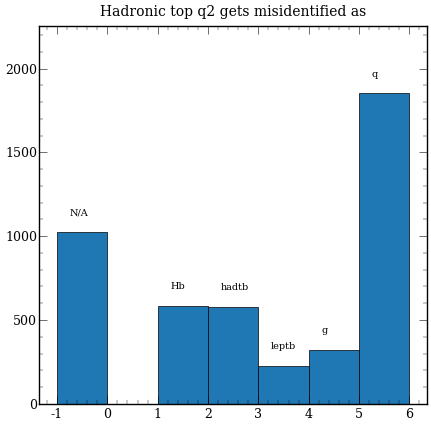 Hadronic top q2 gets misidentified as
2000
1500
1000
500
0
N/A
Hb
hadtb
leptb
g
q
-1 0 1 2 3 4 5 6